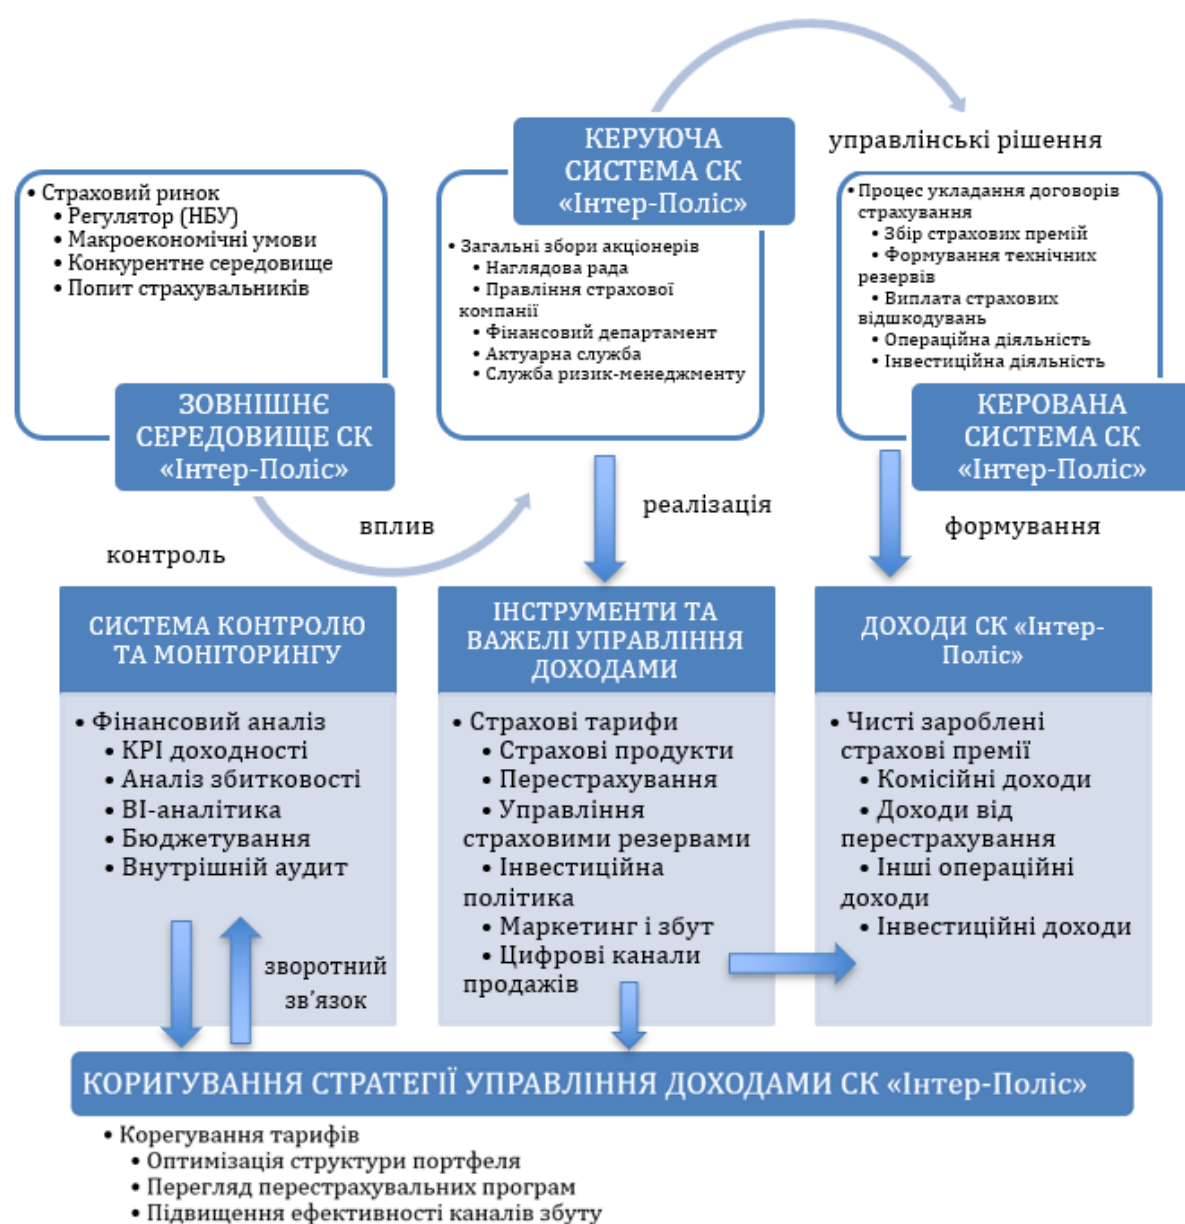 КЕРУЮЧА
СИСТЕМА СК
«Інтер-Поліс»
управлінські рішення
• Страховий ринок
• Регулятор (НБУ)
• Макроекономічні умови
• Конкурентне середовище
• Попит страхувальників
ЗОВНІШНЄ
СЕРЕДОВИЩЕ СК
«Інтер-Поліс»
• Загальні збори акціонерів
• Наглядова рада
• Правління страхової
компанії
• Фінансовий департамент
• Актуарна служба
• Служба ризик-менеджменту
• Процес укладання договорів
страхування
• Збір страхових премій
• Формування технічних
резервів
• Виплата страхових
відшкодувань
• Операційна діяльність
• Інвестиційна діяльність
КЕРОВАНА
СИСТЕМА СК
«Інтер-Поліс»
контроль
вплив
реалізація
формування
СИСТЕМА КОНТРОЛЮ
ТА МОНІТОРИНГУ
• Фінансовий аналіз
• KPI доходності
• Аналіз збитковості
• BI-аналітика
• Бюджетування
• Внутрішній аудит
зворотний
зв’язок
ІНСТРУМЕНТИ ТА
ВАЖЕЛІ УПРАВЛІННЯ
ДОХОДАМИ
• Страхові тарифи
• Страхові продукти
• Перестрахування
• Управління
страховими резервами
• Інвестиційна
політика
• Маркетинг і збут
• Цифрові канали
продажів
ДОХОДИ СК «Інтер-
Поліс»
• Чисті зароблені
страхові премії
• Комісійні доходи
• Доходи від
перестрахування
• Інші операційні
доходи
• Інвестиційні доходи
КОРИГУВАННЯ СТРАТЕГІЇ УПРАВЛІННЯ ДОХОДАМИ СК «Інтер-Поліс»
• Корегування тарифів
• Оптимізація структури портфеля
• Перегляд перестрахувальних програм
• Підвищення ефективності каналів збуту